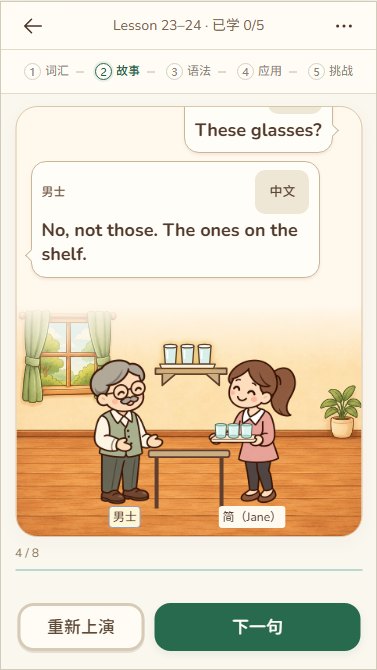 Lesson 23–24 · 已学 0/5
1 词汇 2 故事 3 语法 4 应用 5 挑战
These glasses?
男士
中文
No, not those. The ones on the
shelf.
男士
简（Jane）
4 / 8
重新上演
下一句